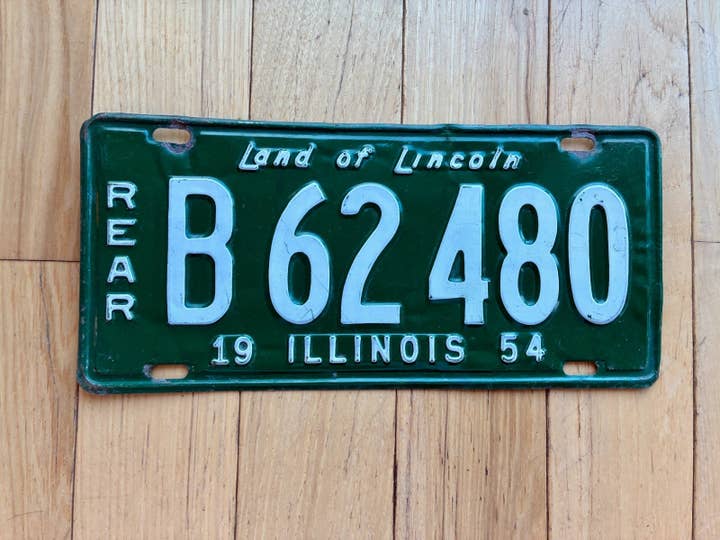 Land of Lincoln
REAR
B 62 480
19 ILLINOIS 54